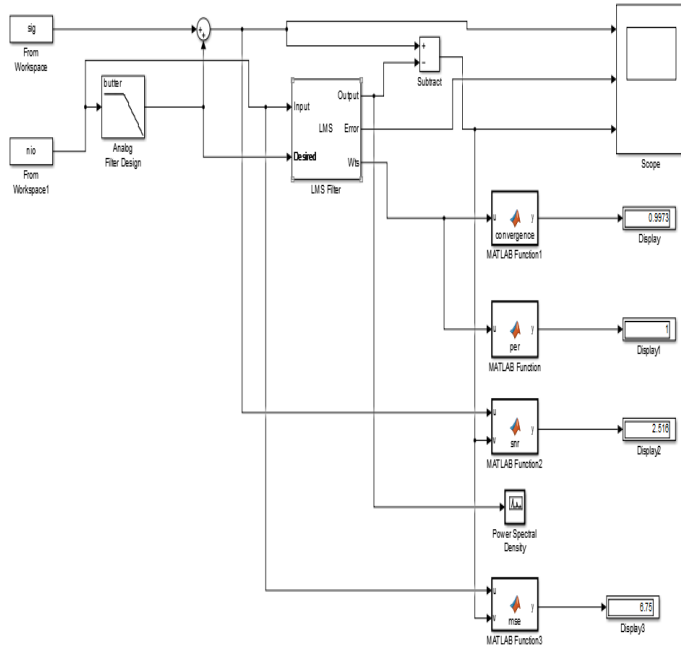 sig
From
Workspace
butter
Analog
Filter Design
nio
From
Workspace1
+
+
Input
LMS
Desired
Output
Error
Wts
LMS Filter
+
−
Subtract
Scope
u
y
convergence
MATLAB Function1
0.9973
Display
u
y
per
MATLAB Function
1
Display1
u
v
y
snr
MATLAB Function2
2.516
Display2
Power Spectral
Density
u
v
y
mse
MATLAB Function3
6.75
Display3